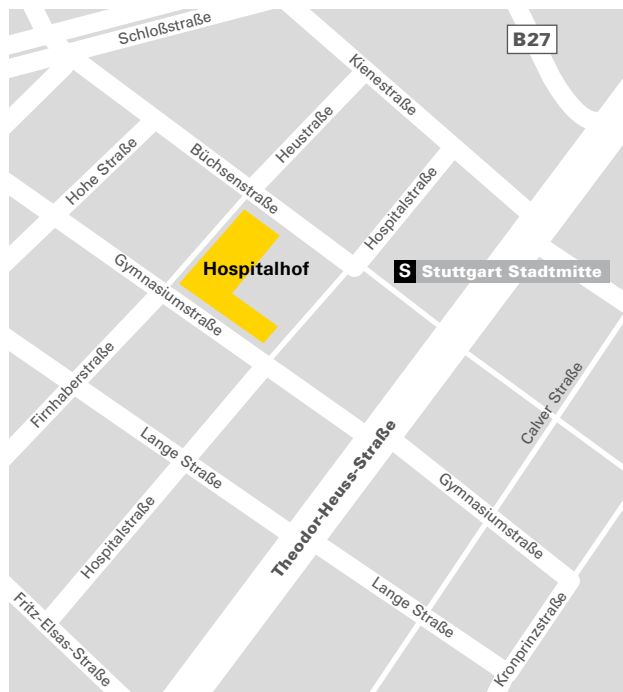 Schloßstraße
B27
Kienestraße
Heustraße
Hohe Straße
Büchsenstraße
Hospitalstraße
Hospitalhof
S Stuttgart Stadtmitte
Gymnasiumstraße
Firnhaberstraße
Calver Straße
Lange Straße
Theodor-Heuss-Straße
Gymnasiumstraße
Hospitalstraße
Lange Straße
Fritz-Elsas-Straße
Kronprinzstraße